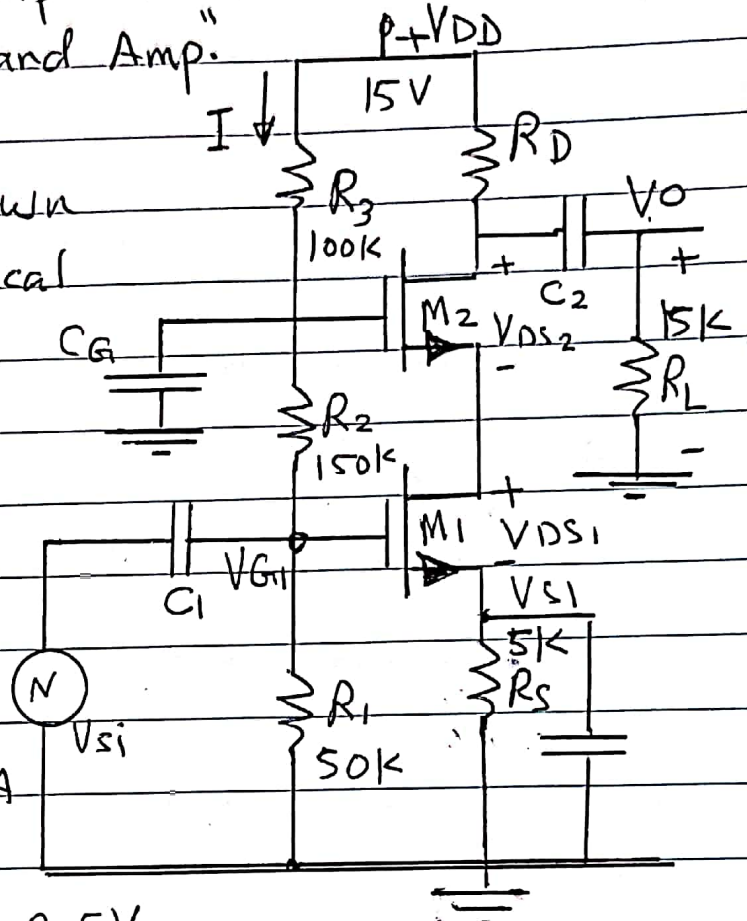 and Amp."
+VDD
15V
I
RD
R3
100K
Vo
+
C2
CG
M2
VDS2
-
15K
RL
-
R2
150K
+
M1
VDS1
-
VG1
C1
VS1
5K
RS
N
Vsi
R1
50K
A